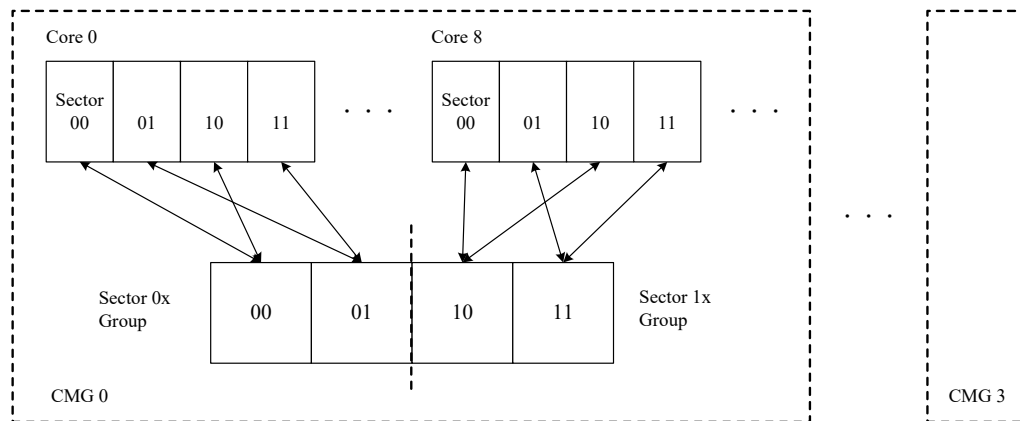 Core 0
Core 8
Sector
00
01
10
11
. . .
Sector
00
01
10
11
. . .
. . .
Sector 0x
Group
00
01
10
11
Sector 1x
Group
CMG 0
CMG 3